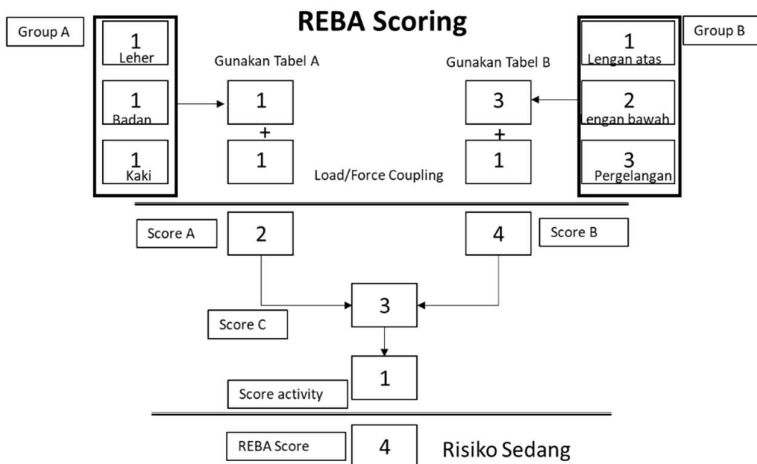 REBA Scoring
Group A
1
Leher
1
Badan
1
Kaki
Gunakan Tabel A
1
+
1
Load/Force Coupling
Gunakan Tabel B
3
+
1
Group B
1
Lengan atas
2
Lengan bawah
3
Pergelangan
Score A
2
4
Score B
3
Score C
1
Score activity
REBA Score
4
Risiko Sedang